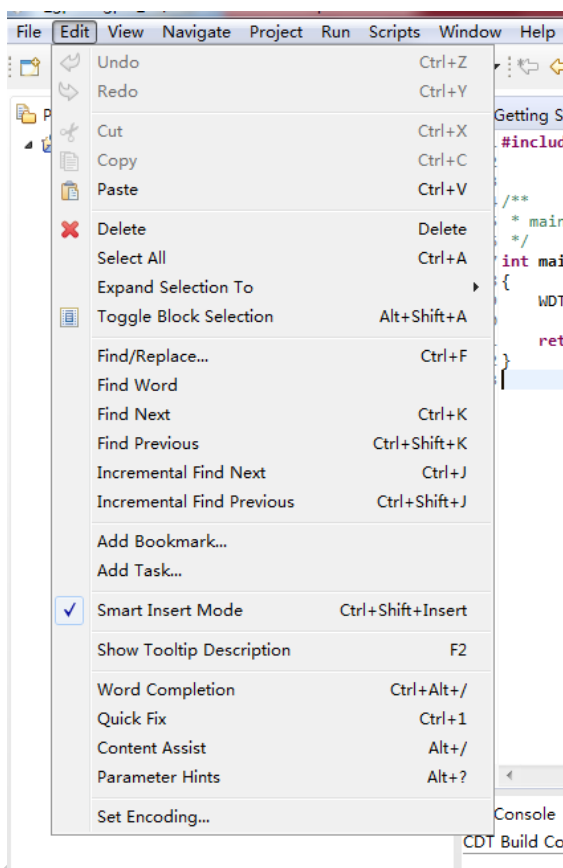 File Edit View Navigate Project Run Scripts Window Help
Undo Ctrl+Z
Redo Ctrl+Y
Cut Ctrl+X
Copy Ctrl+C
Paste Ctrl+V
Delete Delete
Select All Ctrl+A
Expand Selection To
Toggle Block Selection Alt+Shift+A
Find/Replace... Ctrl+F
Find Word
Find Next Ctrl+K
Find Previous Ctrl+Shift+K
Incremental Find Next Ctrl+J
Incremental Find Previous Ctrl+Shift+J
Add Bookmark...
Add Task...
Smart Insert Mode Ctrl+Shift+Insert
Show Tooltip Description F2
Word Completion Ctrl+Alt+/
Quick Fix Ctrl+1
Content Assist Alt+/
Parameter Hints Alt+?
Set Encoding...
P
Getting S
#includ
/**
* main
*/
int mai
{
WDT
ret
}
Console
CDT Build Co